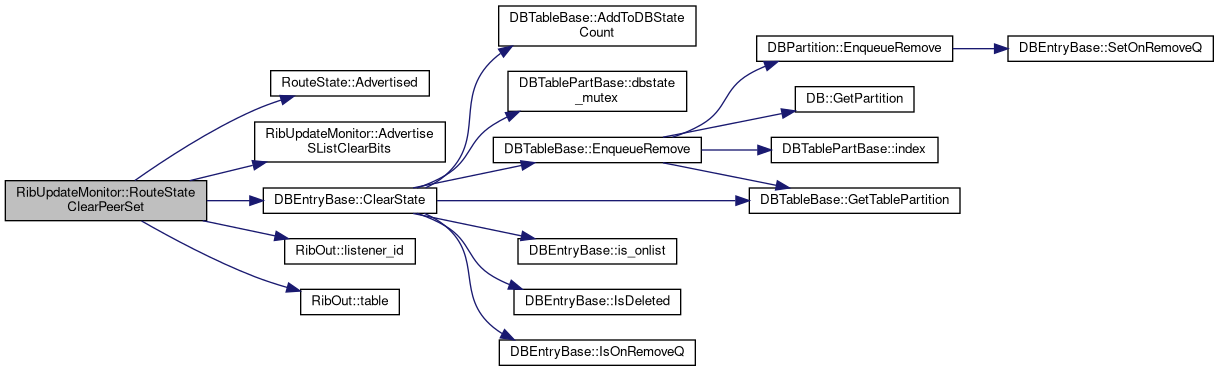 RibUpdateMonitor::RouteState
ClearPeerSet
RouteState::Advertised
RibUpdateMonitor::Advertise
SListClearBits
DBEntryBase::ClearState
RibOut::listener_id
RibOut::table
DBTableBase::AddToDBState
Count
DBTablePartBase::dbstate
_mutex
DBTableBase::EnqueueRemove
DBEntryBase::is_onlist
DBEntryBase::IsDeleted
DBEntryBase::IsOnRemoveQ
DBPartition::EnqueueRemove
DB::GetPartition
DBTablePartBase::index
DBTableBase::GetTablePartition
DBEntryBase::SetOnRemoveQ